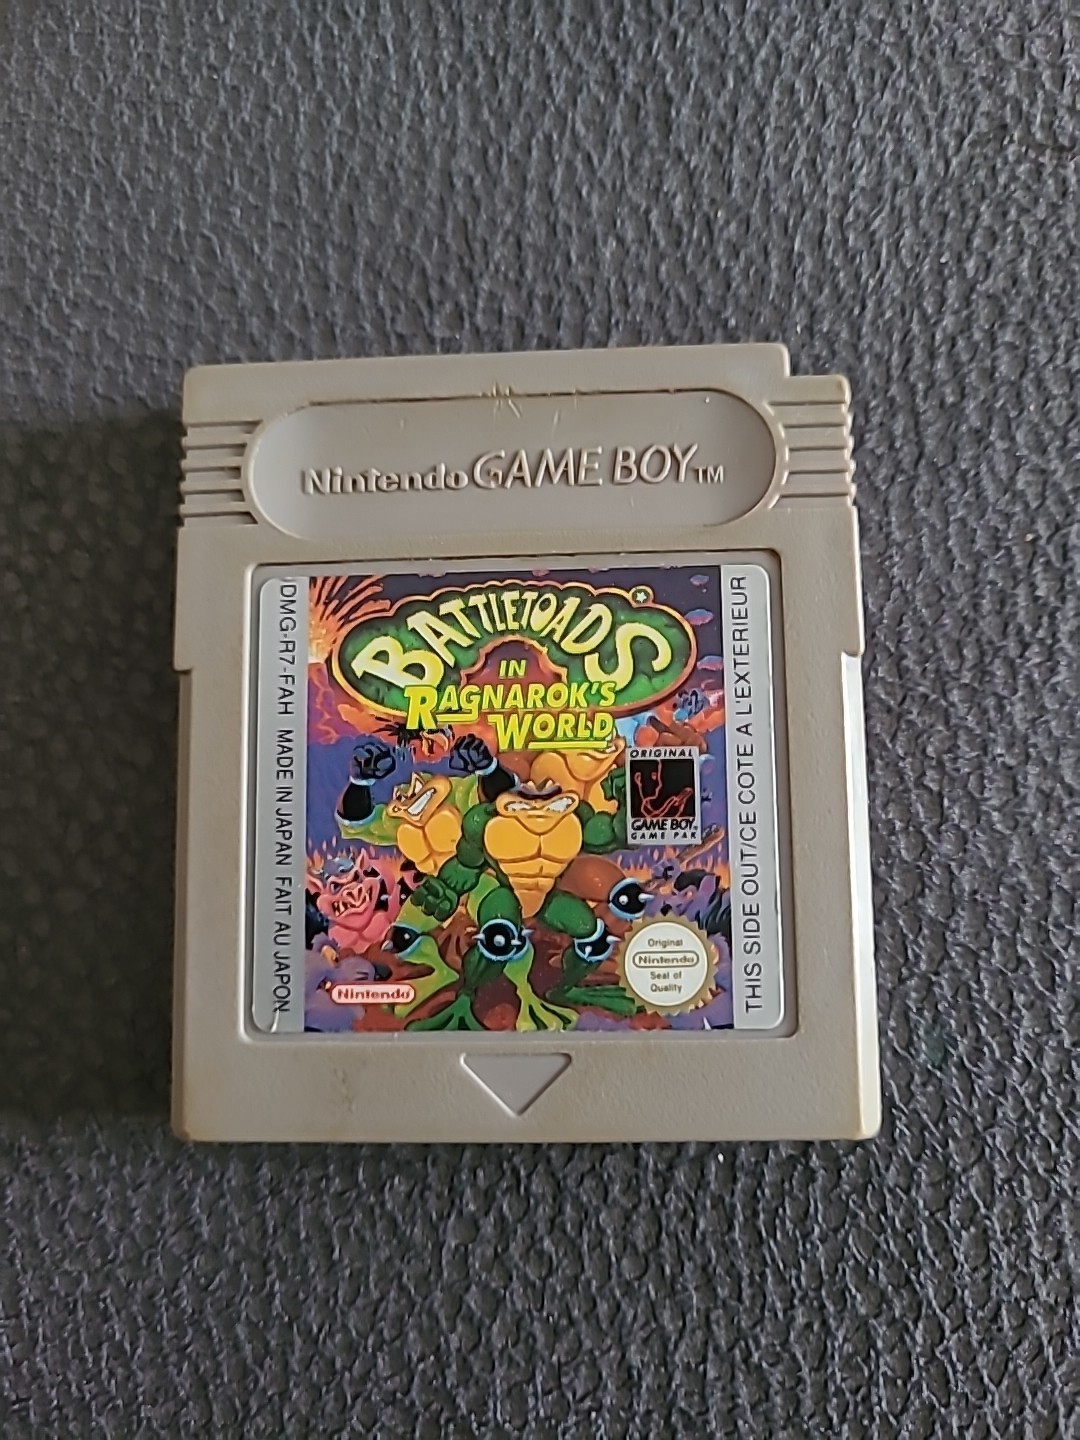 Nintendo GAME BOY TM
DMG-R7-FAH MADE IN JAPAN FAIT AU JAPON
BATTLETOADS
IN
RAGNAROK'S
WORLD
ORIGINAL
GAME BOY
GAME PAK
Original
Nintendo
Seal of
Quality
Nintendo
THIS SIDE OUT/CE COTE A L'EXTERIEUR